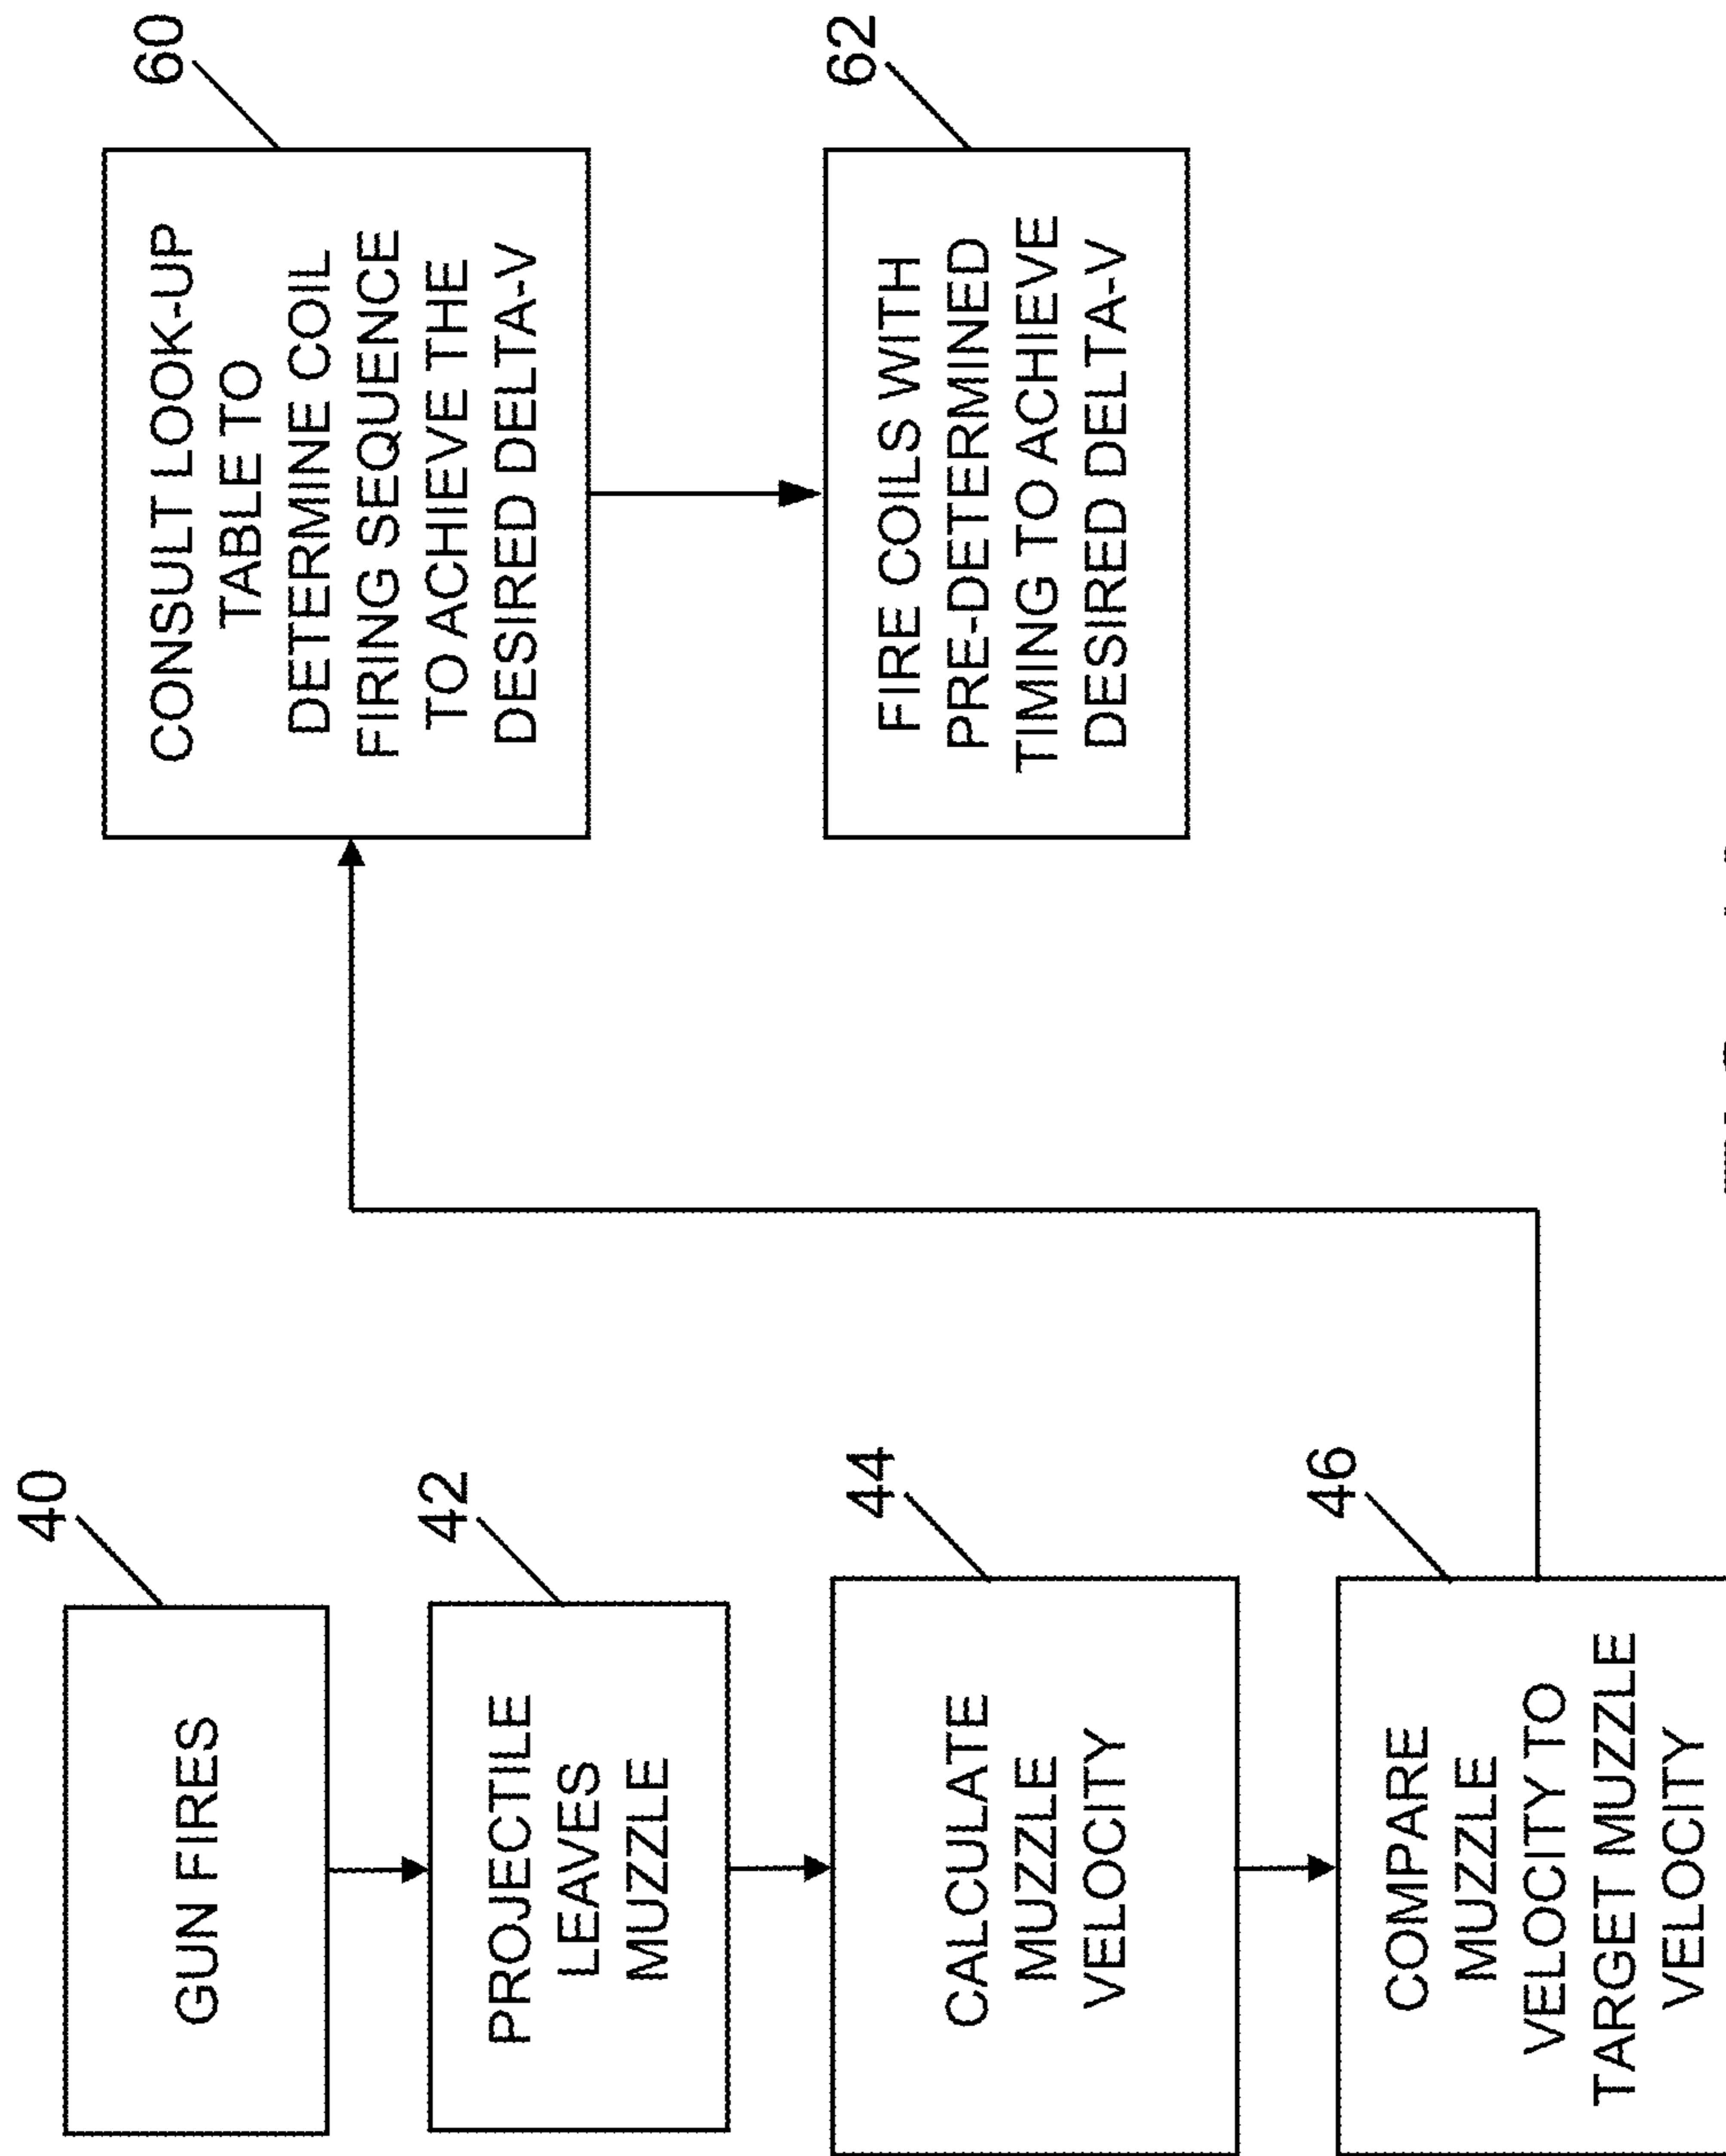 40
GUN FIRES
42
PROJECTILE
LEAVES
MUZZLE
44
CALCULATE
MUZZLE
VELOCITY
46
COMPARE
MUZZLE
VELOCITY TO
TARGET MUZZLE
VELOCITY
60
CONSULT LOOK-UP
TABLE TO
DETERMINE COIL
FIRING SEQUENCE
TO ACHIEVE THE
DESIRED DELTA-V
62
FIRE COILS WITH
PRE-DETERMINED
TIMING TO ACHIEVE
DESIRED DELTA-V